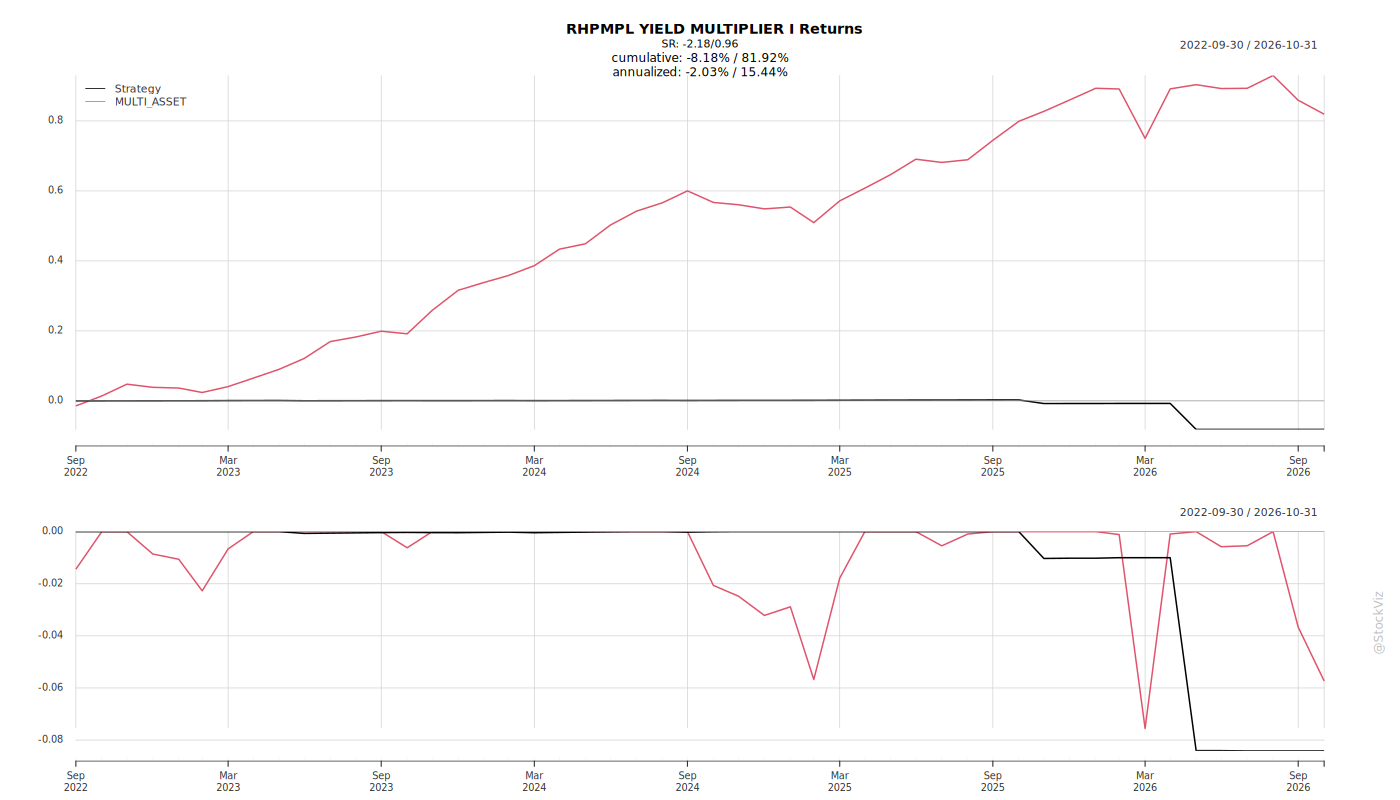 RHPMPL YIELD MULTIPLIER I Returns
SR: -2.18/0.96
cumulative: -8.18% / 81.92%
annualized: -2.03% / 15.44%
2022-09-30 / 2026-10-31
Strategy
MULTI_ASSET
0.8
0.6
0.4
0.2
0.0
Sep Mar Sep Mar Sep Mar Sep Mar Sep
2022 2023 2023 2024 2024 2025 2025 2026 2026
2022-09-30 / 2026-10-31
0.00
-0.02
-0.04
-0.06
-0.08
Sep Mar Sep Mar Sep Mar Sep Mar Sep
2022 2023 2023 2024 2024 2025 2025 2026 2026
@StockViz